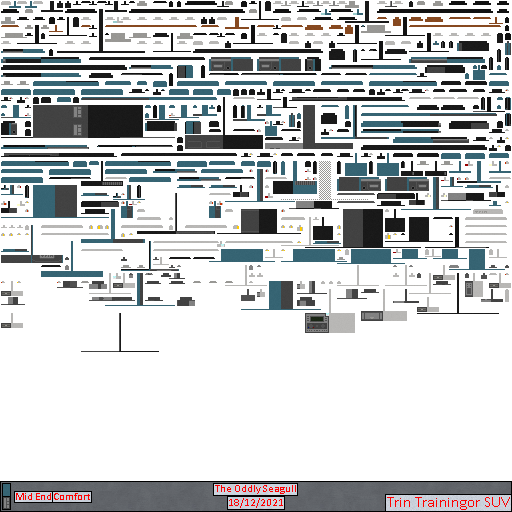 The Oddly Seagull
Mid End Comfort
18/12/2021
Trin Trainingor SUV